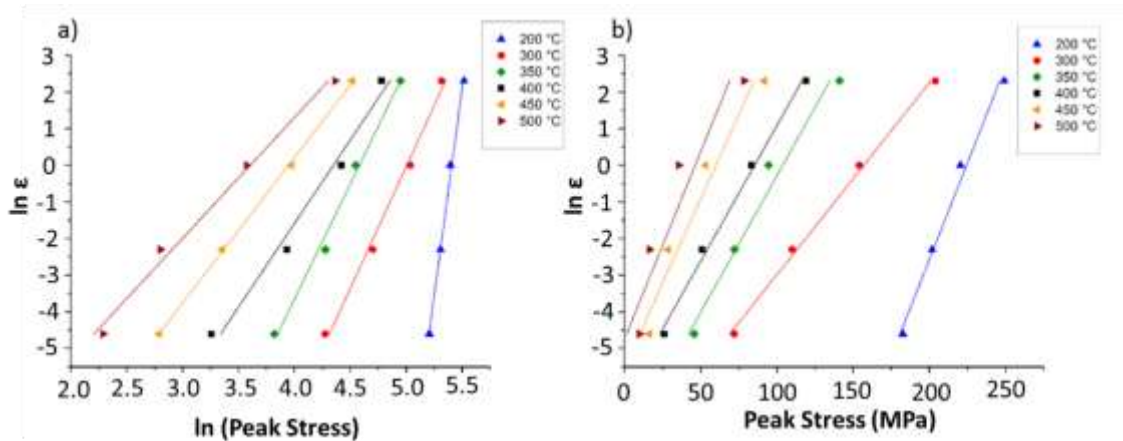 a)
200 °C
300 °C
350 °C
400 °C
450 °C
500 °C
3
2
1
0
-1
-2
-3
-4
-5
ln ε
2.0 2.5 3.0 3.5 4.0 4.5 5.0 5.5
ln (Peak Stress)
b)
200 °C
300 °C
350 °C
400 °C
450 °C
500 °C
3
2
1
0
-1
-2
-3
-4
-5
ln ε
0 50 100 150 200 250
Peak Stress (MPa)